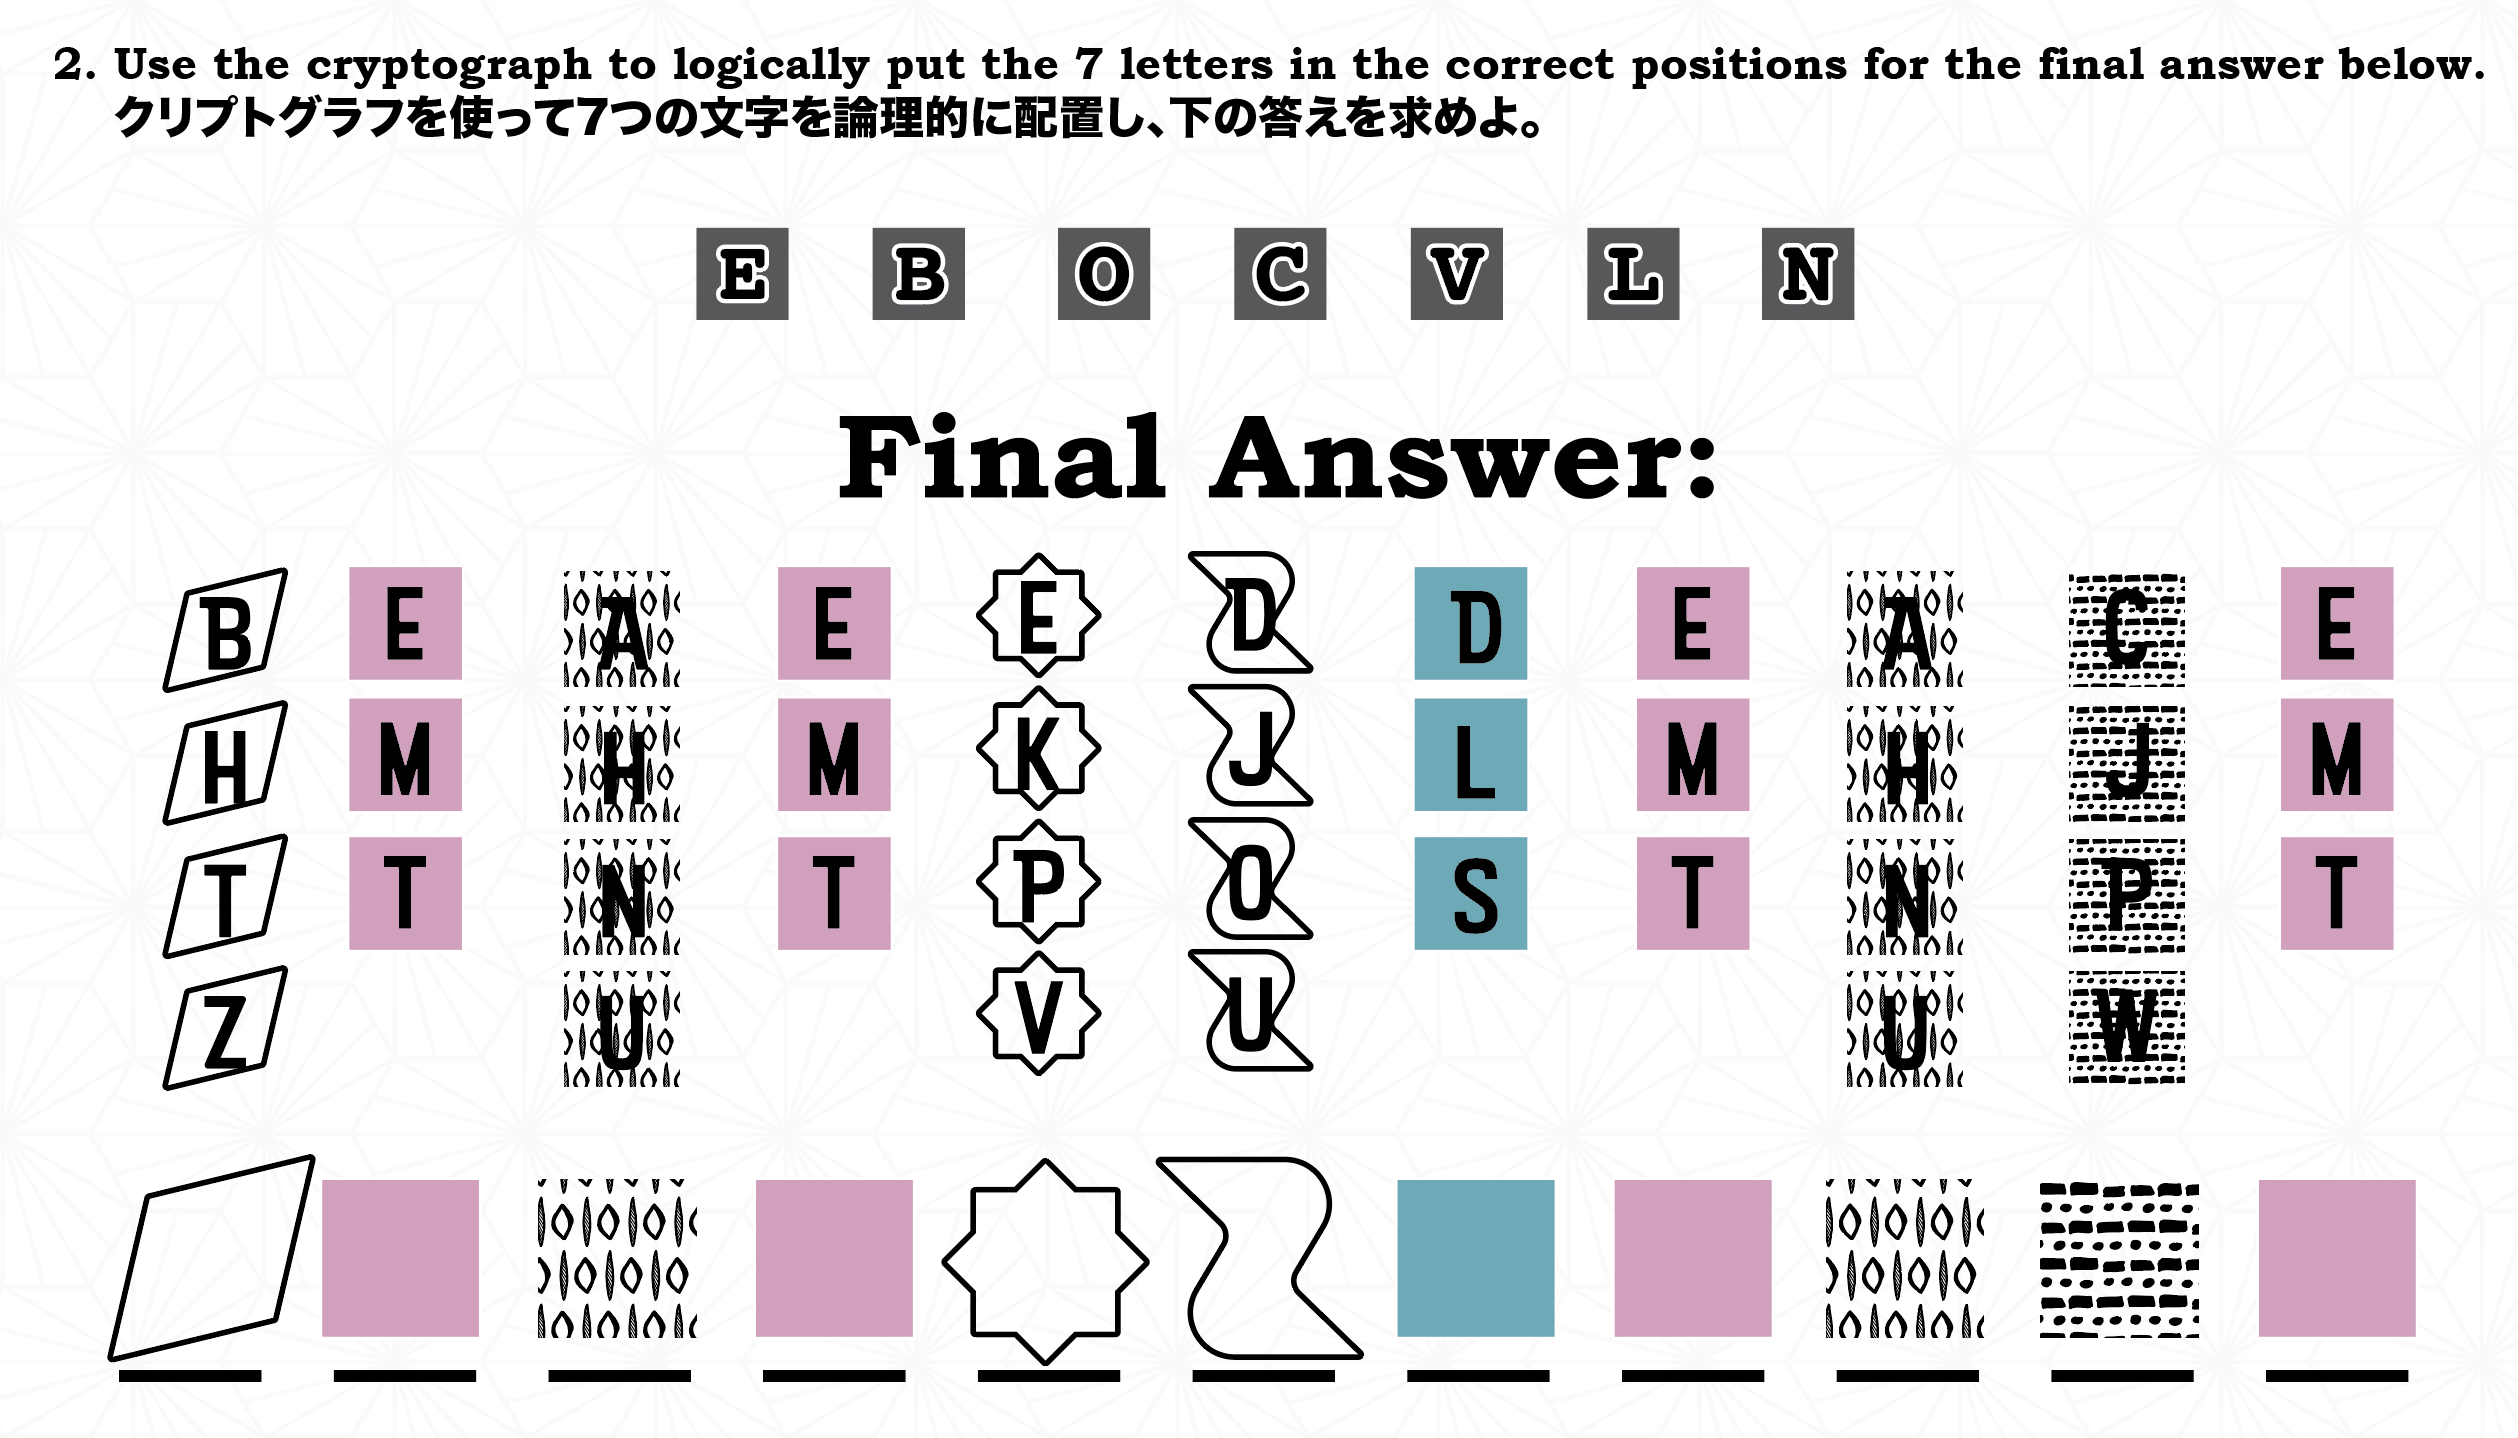 2. Use the cryptograph to logically put the 7 letters in the correct positions for the final answer below.
クリプトグラフを使って7つの文字を論理的に配置し、下の答えを求めよ。
E B O C V L N
Final Answer:
B E A E E D D E A C E
H M H M K J L M H J M
T T N T P O S T N P T
Z U V U U W